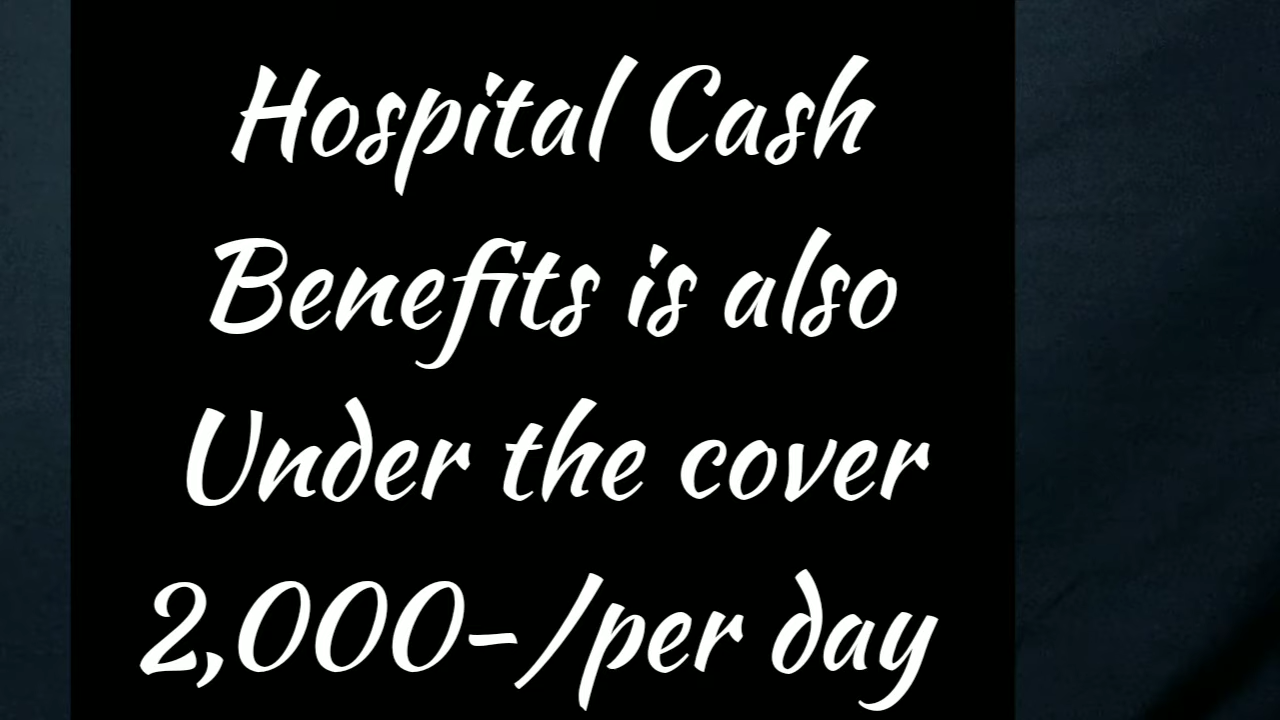 Hospital Cash
Benefits is also
Under the cover
2,000-/per day